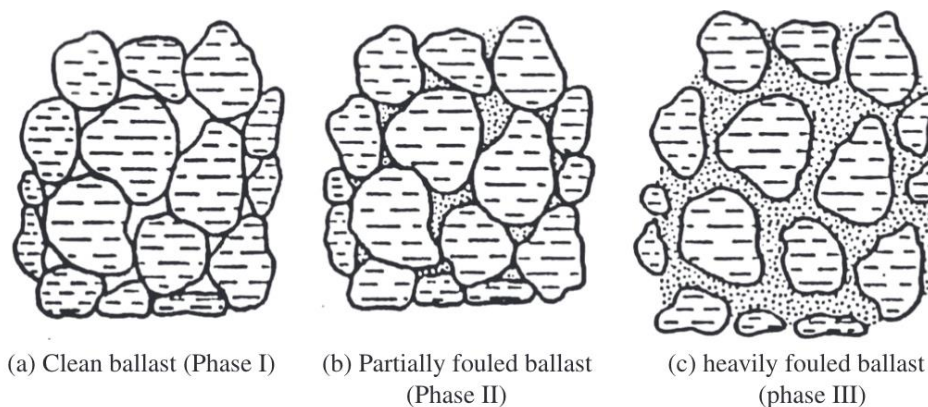 (a) Clean ballast (Phase I)
(b) Partially fouled ballast
(Phase II)
(c) heavily fouled ballast
(phase III)